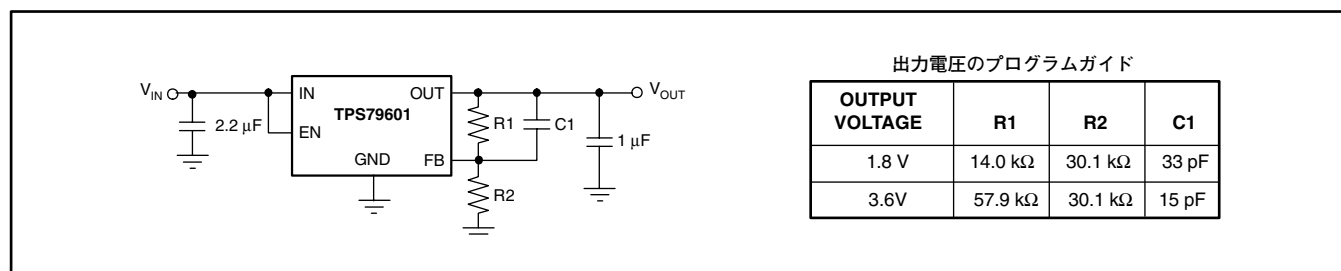 V_IN
2.2 μF
IN
EN
TPS79601
GND
OUT
FB
R1
C1
R2
1 μF
V_OUT
出力電圧のプログラムガイド
OUTPUT VOLTAGE R1 R2 C1
1.8 V 14.0 kΩ 30.1 kΩ 33 pF
3.6V 57.9 kΩ 30.1 kΩ 15 pF